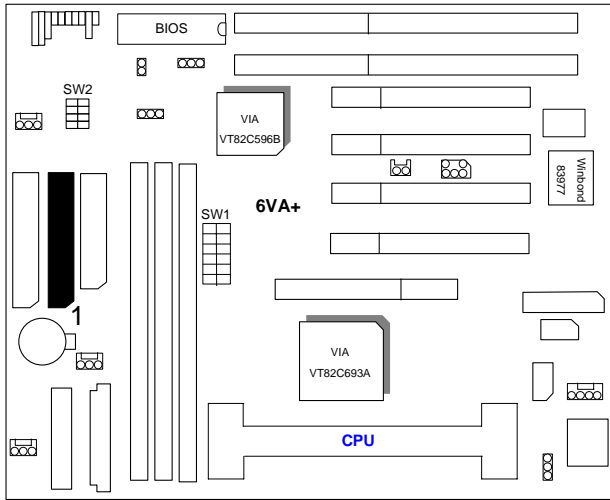 BIOS
SW2
VIA
VT82C596B
Winbond
83977
6VA+
SW1
1
VIA
VT82C693A
CPU